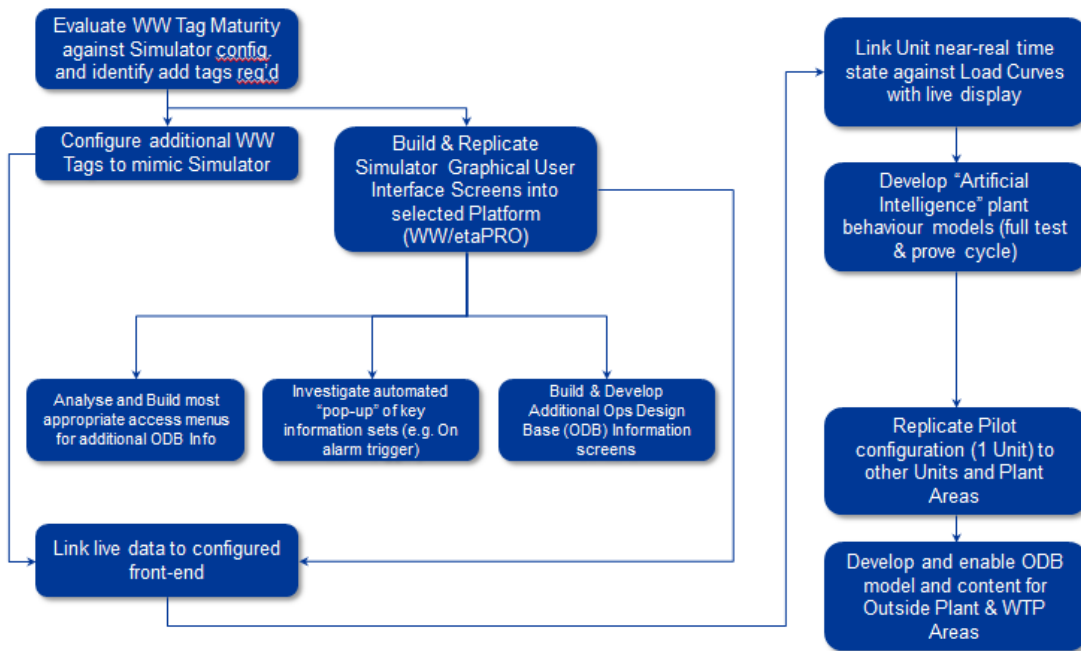 Evaluate WW Tag Maturity
against Simulator config.
and identify add tags req'd
Configure additional WW
Tags to mimic Simulator
Build & Replicate
Simulator Graphical User
Interface Screens into
selected Platform
(WW/etaPRO)
Analyse and Build most
appropriate access menus
for additional ODB Info
Investigate automated
“pop-up” of key
information sets (e.g. On
alarm trigger)
Build & Develop
Additional Ops Design
Base (ODB) Information
screens
Link live data to configured
front-end
Link Unit near-real time
state against Load Curves
with live display
Develop “Artificial
Intelligence” plant
behaviour models (full test
& prove cycle)
Replicate Pilot
configuration (1 Unit) to
other Units and Plant
Areas
Develop and enable ODB
model and content for
Outside Plant & WTP
Areas